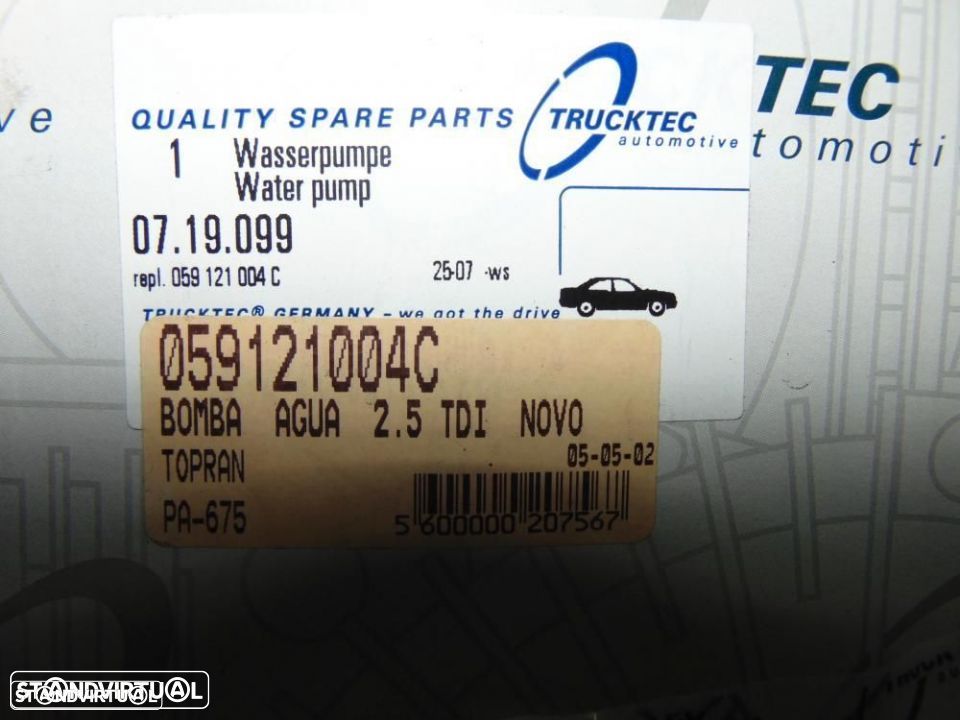 ve
TEC
tomoti
QUALITY SPARE PARTS
TRUCKTEC
automotive
1 Wasserpumpe
Water pump
07.19.099
repl. 059 121 004 C 25-07 -ws
TRUCKTEC® GERMANY – we got the drive
059121004C
BOMBA AGUA 2.5 TDI NOVO
05-05-02
TOPRAN
PA-675
5 600000 207567
STANDVIRTUAL
STANDVIRTUAL